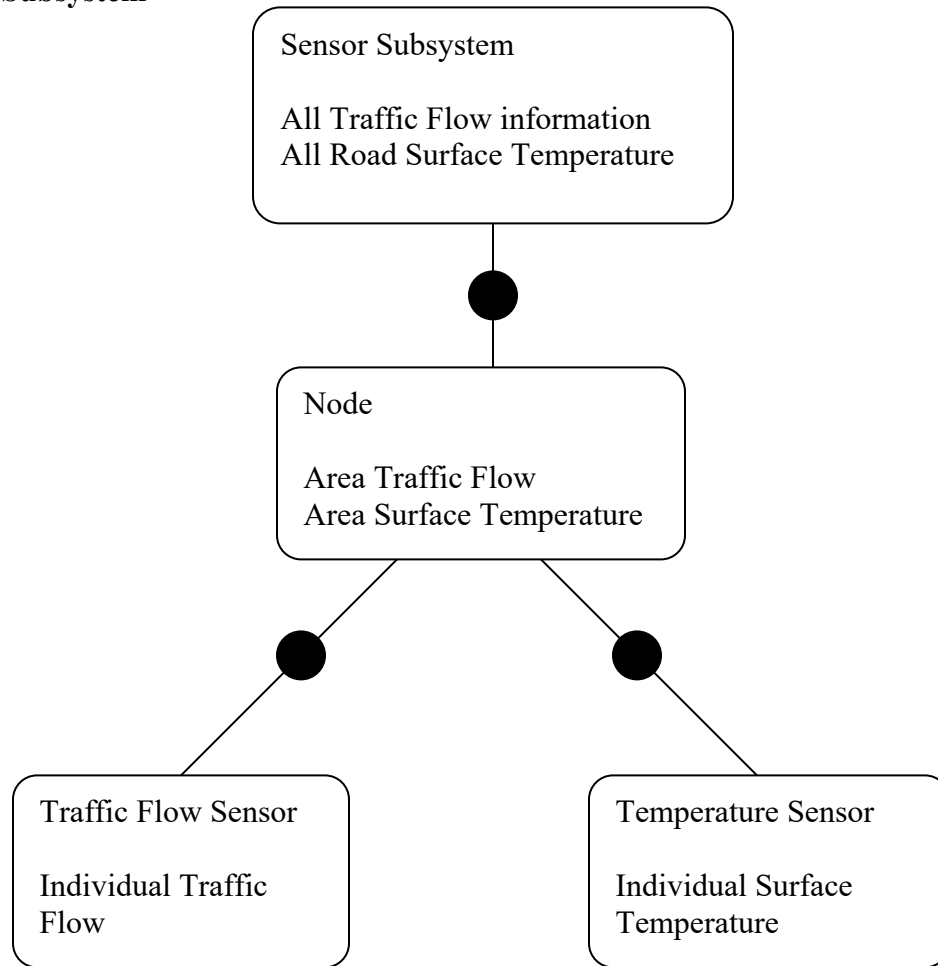 Subsystem
Sensor Subsystem
All Traffic Flow information
All Road Surface Temperature
Node
Area Traffic Flow
Area Surface Temperature
Traffic Flow Sensor
Individual Traffic
Flow
Temperature Sensor
Individual Surface
Temperature